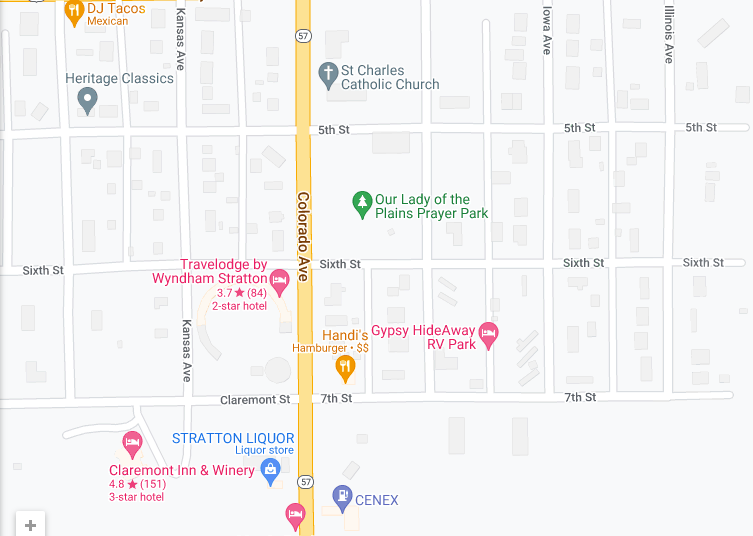 DJ Tacos
Mexican
Kansas Ave
57
Iowa Ave
Illinois Ave
Heritage Classics
St Charles
Catholic Church
5th St
5th St
5th St
Colorado Ave
Our Lady of the
Plains Prayer Park
Sixth St
Travelodge by
Wyndham Stratton
3.7★(84)
2-star hotel
Sixth St
Sixth St
Sixth St
Kansas Ave
Handi's
Hamburger • $$
Gypsy HideAway
RV Park
Claremont St
7th St
7th St
STRATTON LIQUOR
Liquor store
Claremont Inn & Winery
4.8★(151)
3-star hotel
57
CENEX